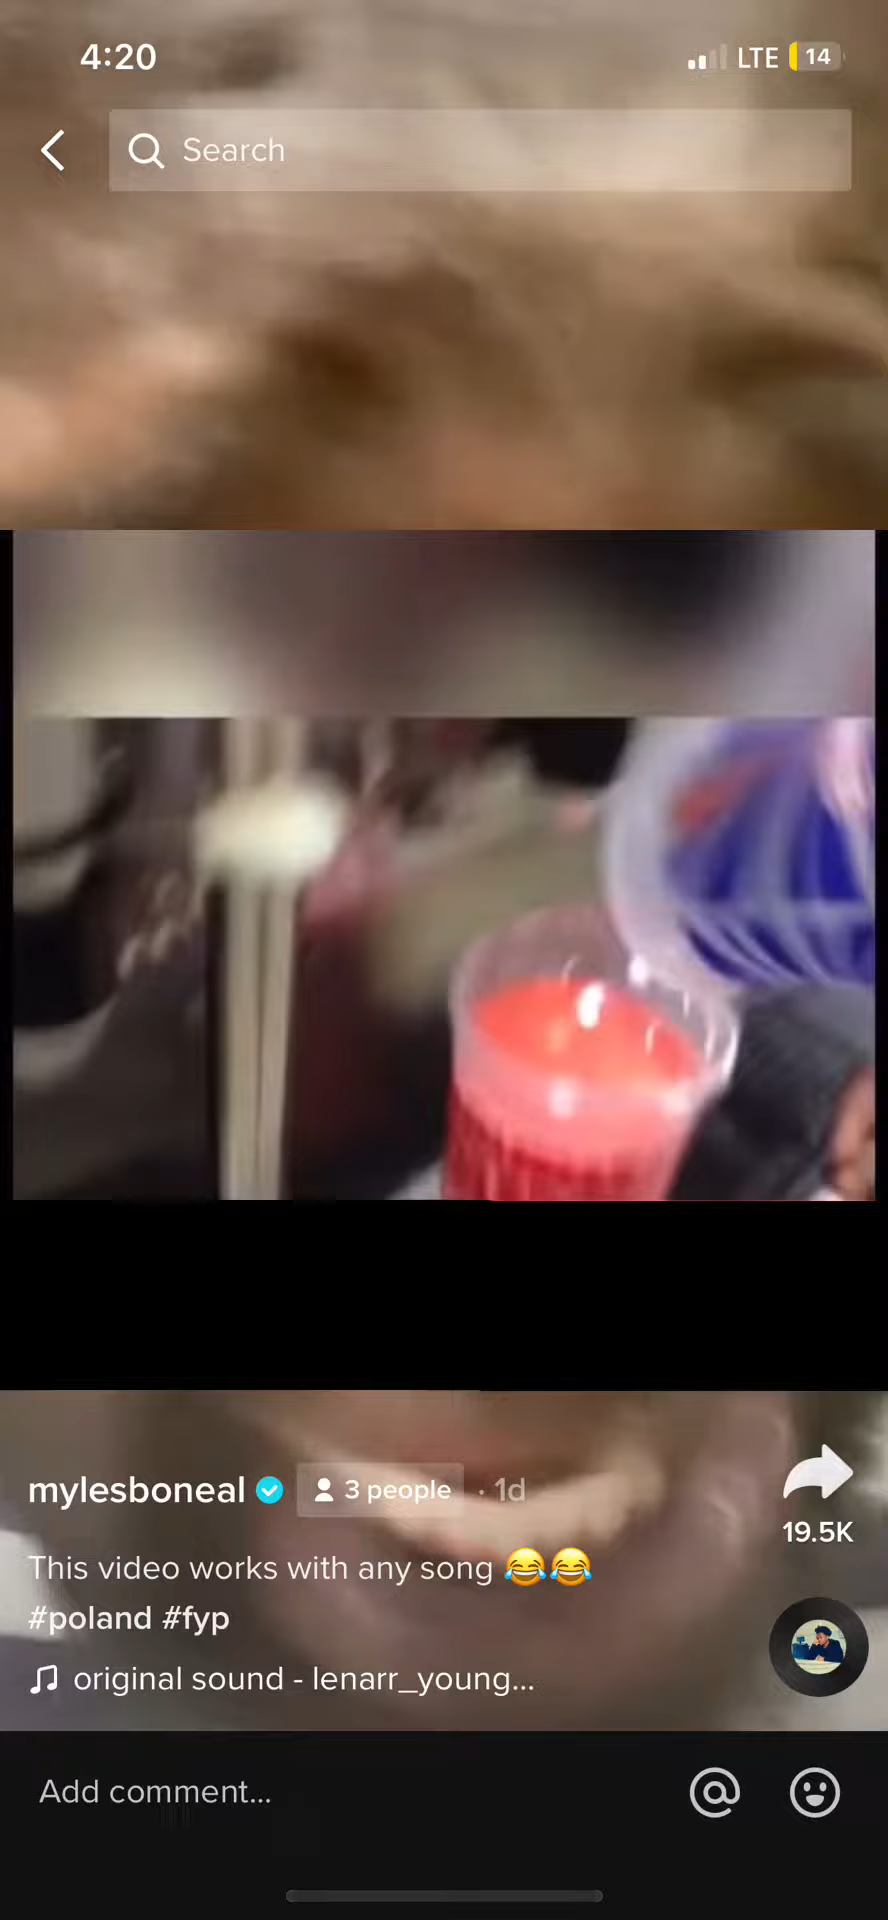 4:20
LTE 14
Search
mylesboneal 3 people · 1d
19.5K
This video works with any song 😂😂
#poland #fyp
original sound - lenarr_young...
Add comment...